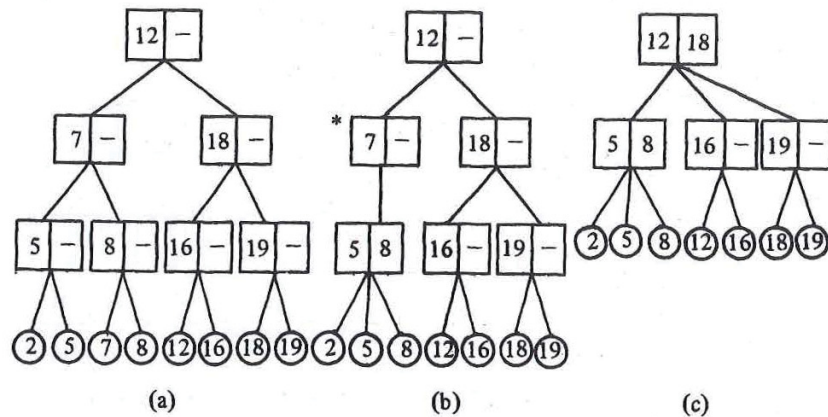 12 — 12 — 12 18
7 — 18 — * 7 — 18 — 5 8 16 — 19 —
5 — 8 — 16 — 19 — 5 8 16 — 19 — 2 5 8 12 16 18 19
2 5 7 8 12 16 18 19 2 5 8 12 16 18 19
(a) (b) (c)